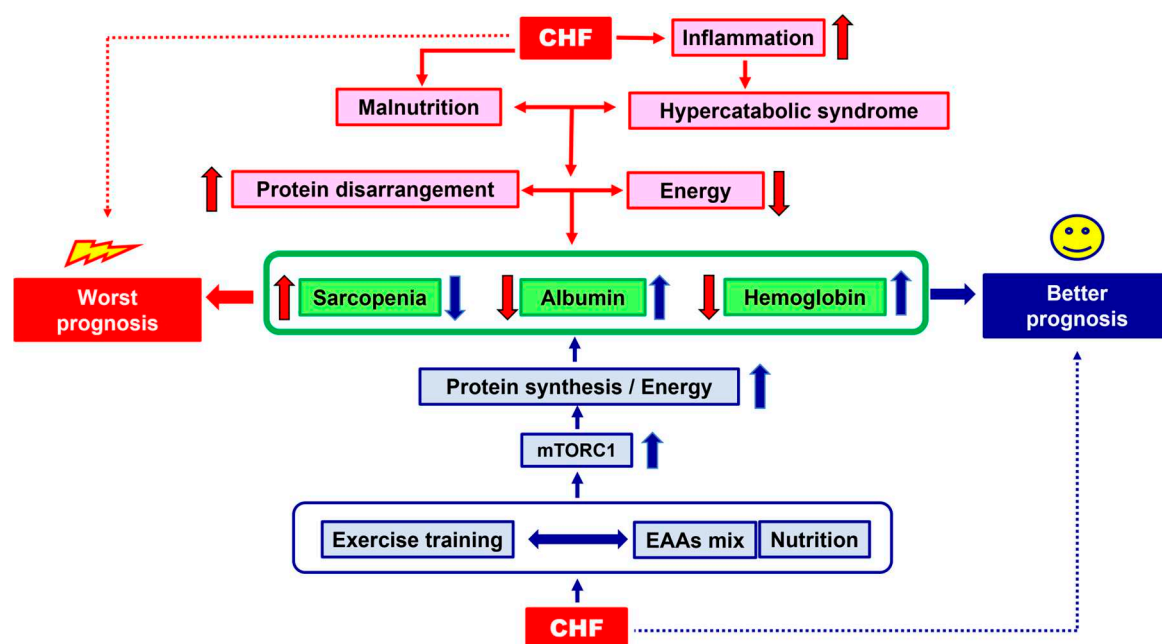 CHF
Inflammation
Malnutrition
Hypercatabolic syndrome
Protein disarrangement
Energy
Worst
prognosis
Sarcopenia
Albumin
Hemoglobin
Better
prognosis
Protein synthesis / Energy
mTORC1
Exercise training
EAAs mix
Nutrition
CHF